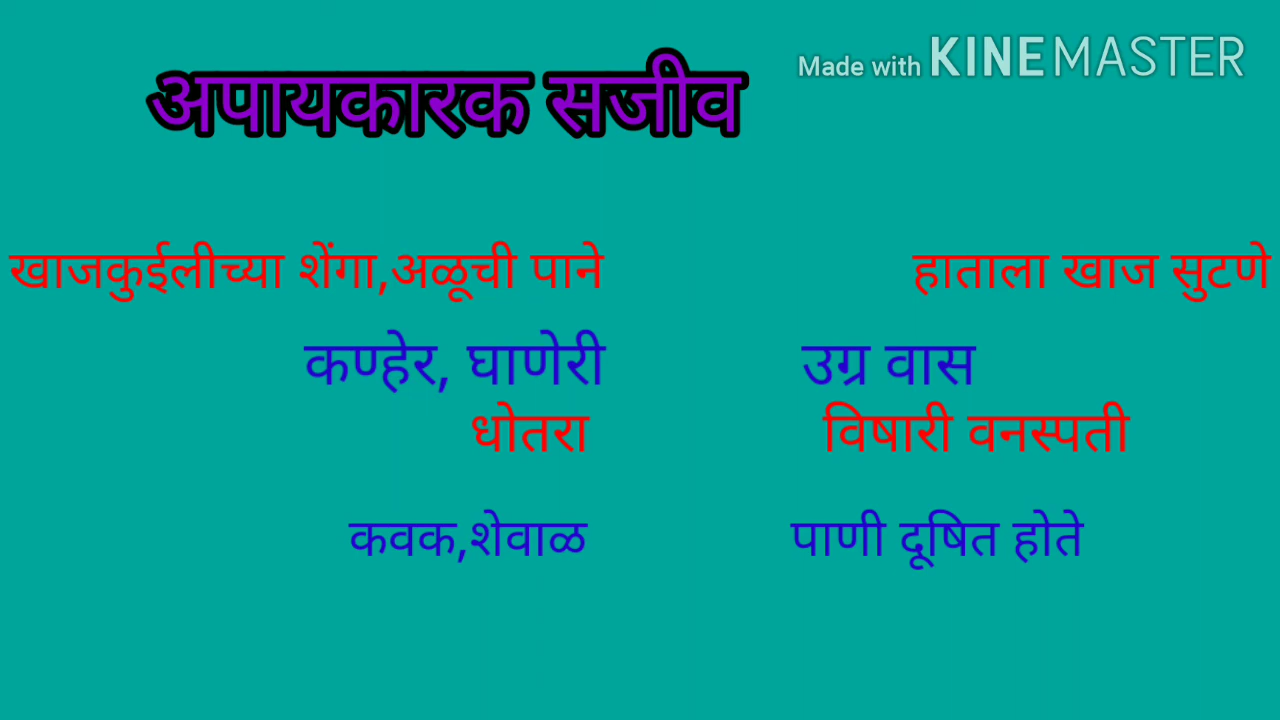 Made with KINEMASTER
अपायकारक सजीव
खाजकुईलीच्या शेंगा,अळूची पाने हाताला खाज सुटणे
कण्हेर, घाणेरी उग्र वास
धोतरा विषारी वनस्पती
कवक,शेवाळ पाणी दूषित होते